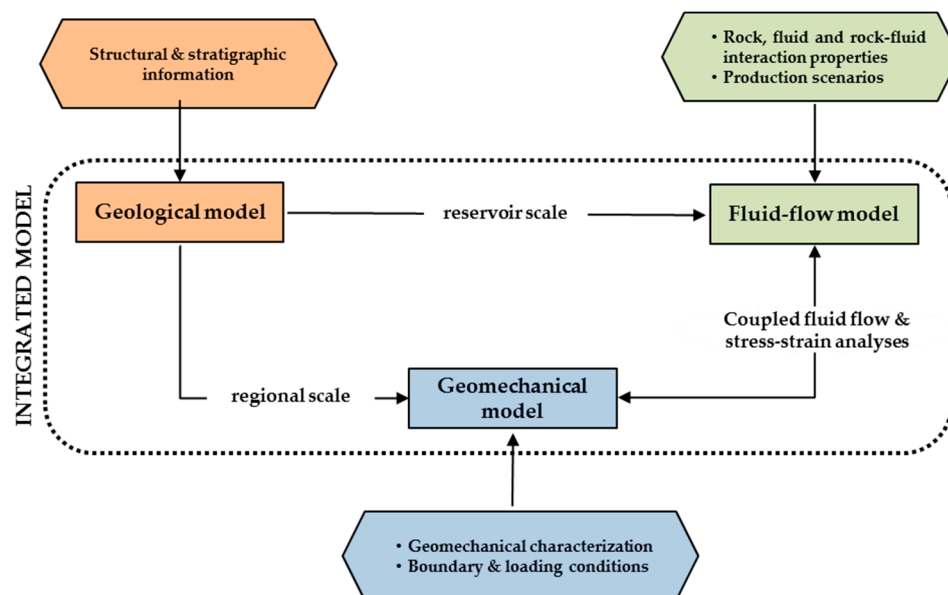 Structural & stratigraphic
information
• Rock, fluid and rock-fluid
interaction properties
• Production scenarios
INTEGRATED MODEL
Geological model
reservoir scale
Fluid-flow model
Coupled fluid flow &
stress-strain analyses
regional scale
Geomechanical
model
• Geomechanical characterization
• Boundary & loading conditions